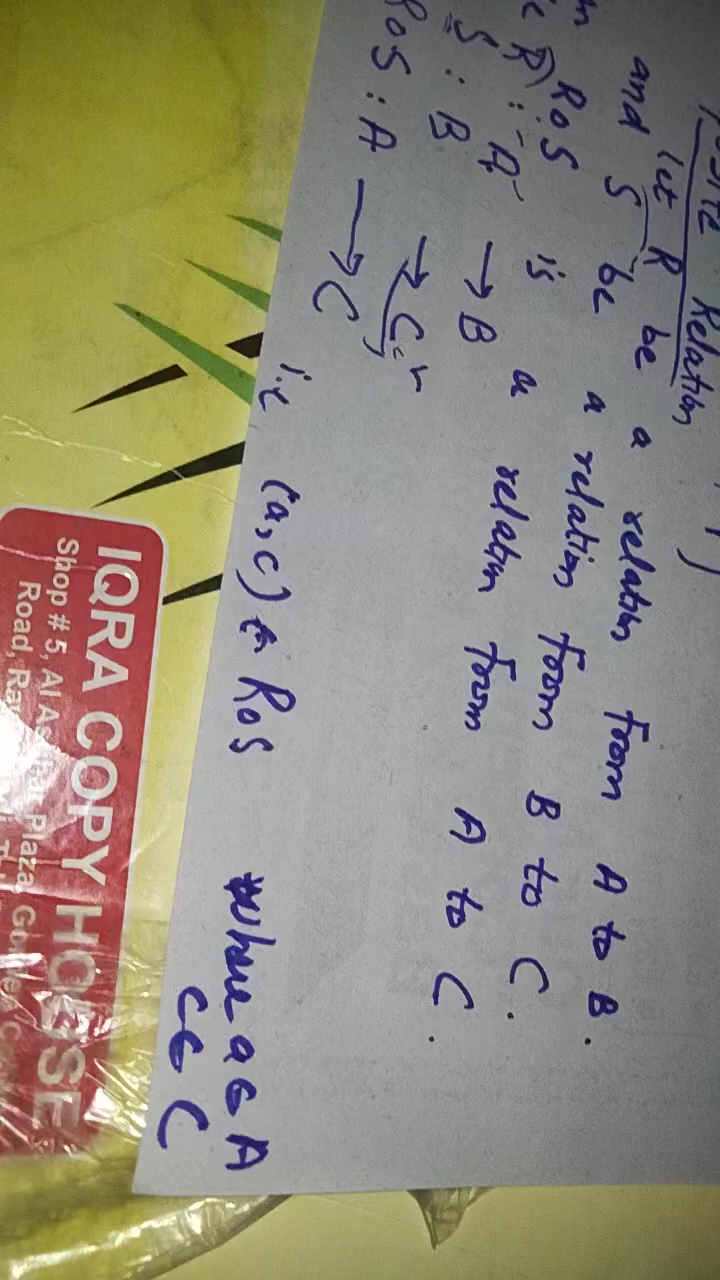 Relation
let R be a relation from A to B.
and S be a relation from B to C.
RoS is a relation from A to C.
R : A → B
S : B → C
RoS : A → C
i.e (a,c) ∈ RoS where a ∈ A
c ∈ C
IQRA COPY HOUSE
Shop # 5, Al Plaza,
Road,